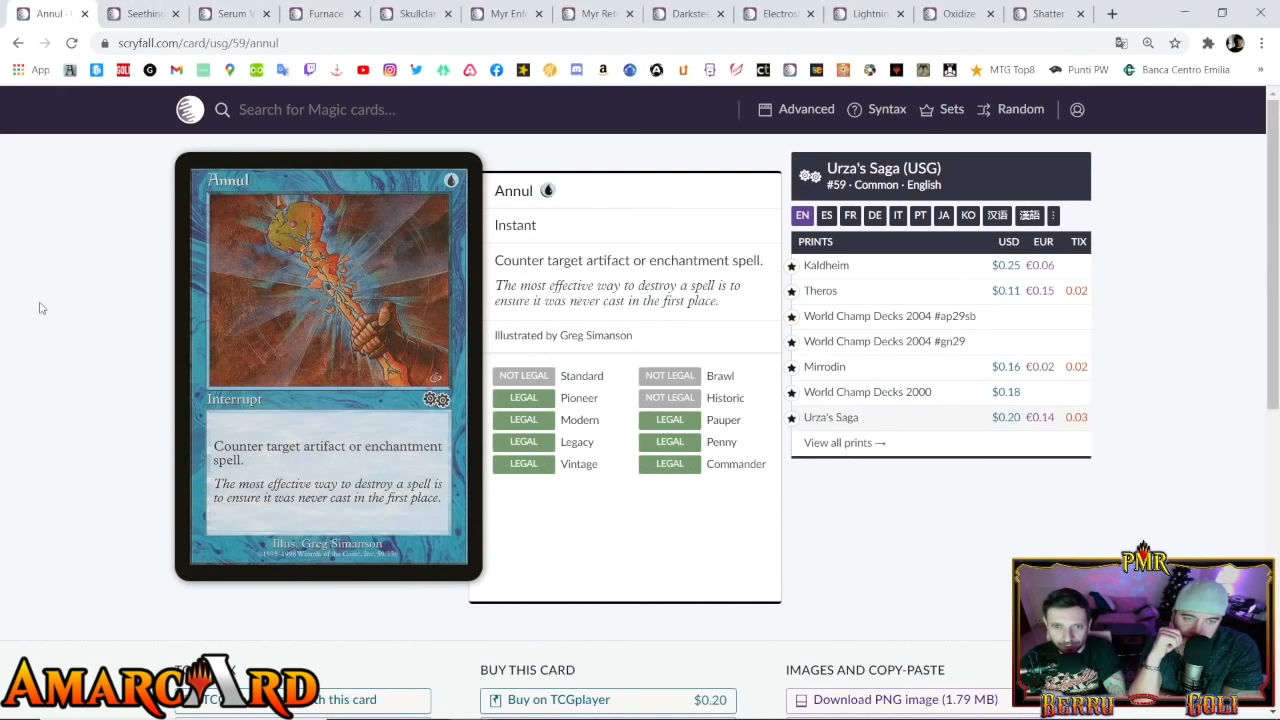 Annul
Seething
Serum V
Furnace
Skullcla
Myr Enf
Myr Ret
Darkste
Electros
Lightnin
Oxidize
Shatter
scryfall.com/card/usg/59/annul
App
MTG Top8
Punti PW
Banca Centro Emilia
»
Search for Magic cards...
Advanced
Syntax
Sets
Random
Annul
Interrupt
Counter target artifact or enchantment
spell.
The most effective way to destroy a spell is
to ensure it was never cast in the first place.
Illus. Greg Simanson
Annul
Instant
Counter target artifact or enchantment spell.
The most effective way to destroy a spell is to
ensure it was never cast in the first place.
Illustrated by Greg Simanson
NOT LEGAL Standard NOT LEGAL Brawl
LEGAL Pioneer NOT LEGAL Historic
LEGAL Modern LEGAL Pauper
LEGAL Legacy LEGAL Penny
LEGAL Vintage LEGAL Commander
Urza's Saga (USG)
#59 · Common · English
EN ES FR DE IT PT JA KO 汉语 漢語
PRINTS USD EUR TIX
Kaldheim $0.25 €0.06
Theros $0.11 €0.15 0.02
World Champ Decks 2004 #ap29sb
World Champ Decks 2004 #gn29
Mirrodin $0.16 €0.02 0.02
World Champ Decks 2000 $0.18
Urza's Saga $0.20 €0.14 0.03
View all prints →
th this card
BUY THIS CARD
Buy on TCGplayer $0.20
IMAGES AND COPY-PASTE
Download PNG image (1.79 MB)
AMARCARD
PMR
BERRU
GOLI